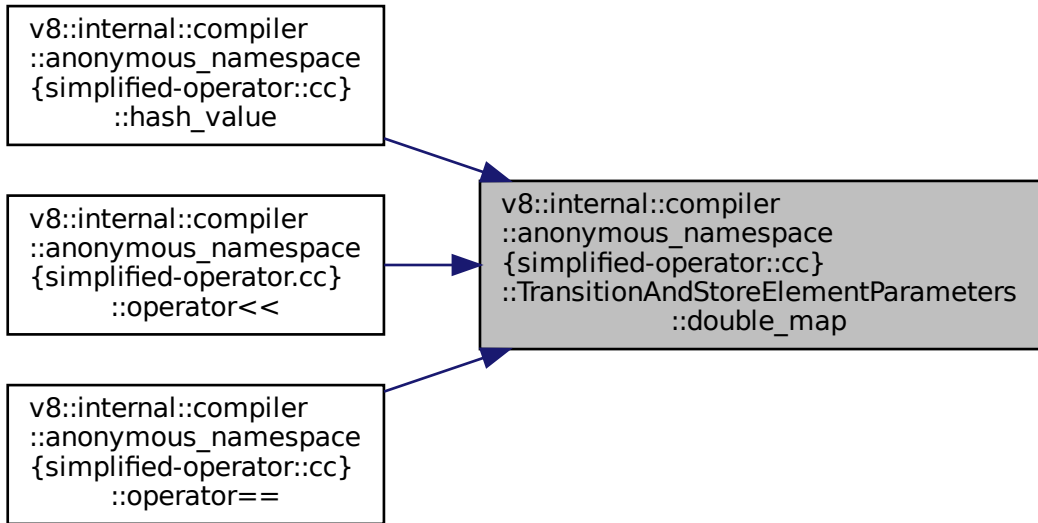 v8::internal::compiler
::anonymous_namespace
{simplified-operator::cc}
::hash_value
v8::internal::compiler
::anonymous_namespace
{simplified-operator.cc}
::operator<<
v8::internal::compiler
::anonymous_namespace
{simplified-operator::cc}
::operator==
v8::internal::compiler
::anonymous_namespace
{simplified-operator::cc}
::TransitionAndStoreElementParameters
::double_map